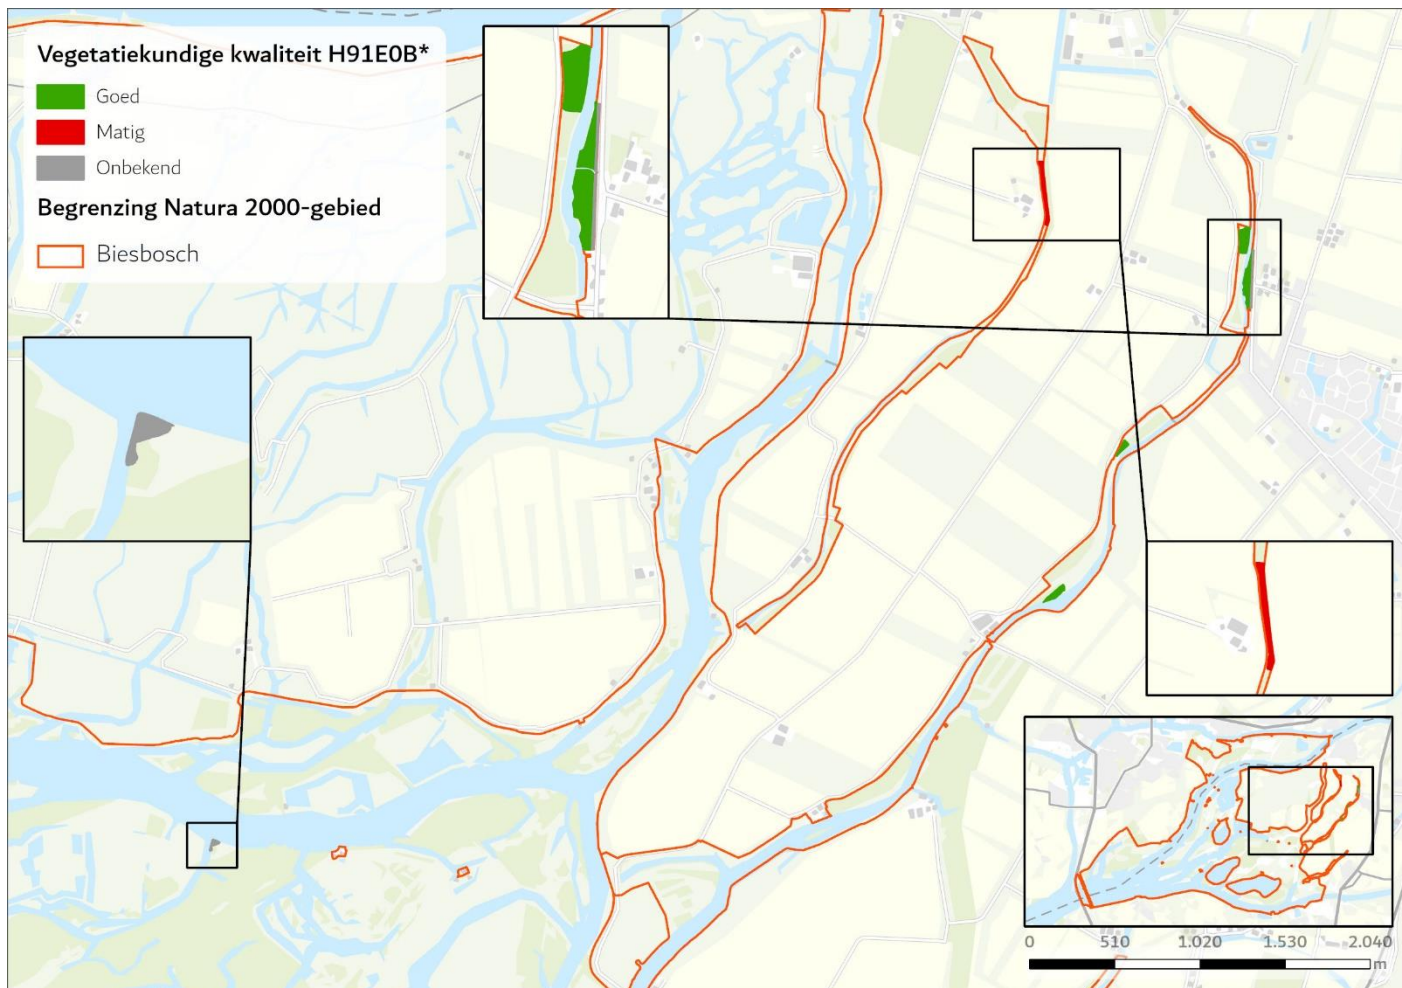 Vegetatiekundige kwaliteit H91E0B*
Goed
Matig
Onbekend
Begrenzing Natura 2000-gebied
Biesbosch
0 510 1.020 1.530 2.040
m